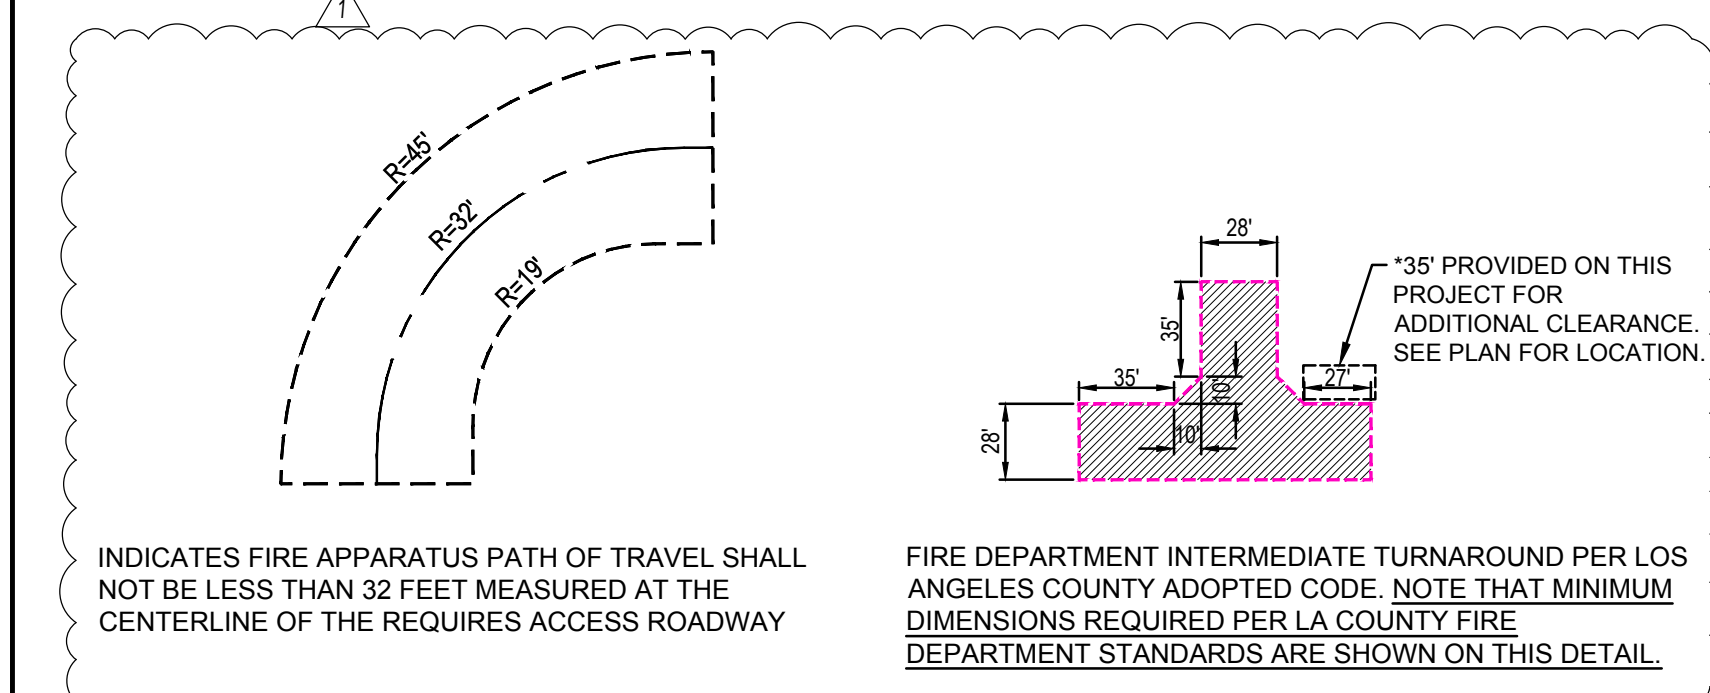 1
R=45'
R=32'
R=19'
INDICATES FIRE APPARATUS PATH OF TRAVEL SHALL
NOT BE LESS THAN 32 FEET MEASURED AT THE
CENTERLINE OF THE REQUIRES ACCESS ROADWAY
28'
35'
35'
10'
27'
28'
10'
*35' PROVIDED ON THIS
PROJECT FOR
ADDITIONAL CLEARANCE.
SEE PLAN FOR LOCATION.
FIRE DEPARTMENT INTERMEDIATE TURNAROUND PER LOS
ANGELES COUNTY ADOPTED CODE. NOTE THAT MINIMUM
DIMENSIONS REQUIRED PER LA COUNTY FIRE
DEPARTMENT STANDARDS ARE SHOWN ON THIS DETAIL.